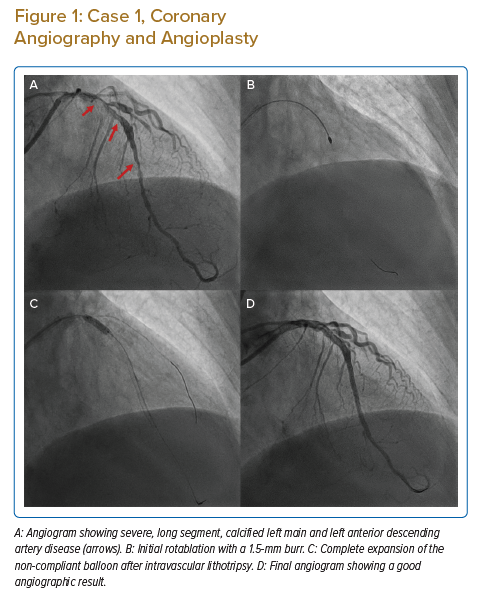 Figure 1: Case 1, Coronary
Angiography and Angioplasty
A
B
C
D
A: Angiogram showing severe, long segment, calcified left main and left anterior descending
artery disease (arrows). B: Initial rotablation with a 1.5-mm burr. C: Complete expansion of the
non-compliant balloon after intravascular lithotripsy. D: Final angiogram showing a good
angiographic result.